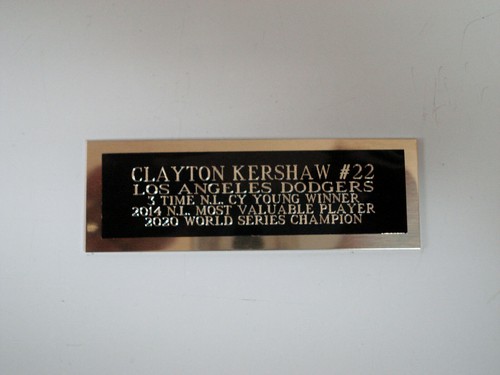 CLAYTON KERSHAW #22
LOS ANGELES DODGERS
3 TIME N.L. CY YOUNG WINNER
2014 N.L. MOST VALUABLE PLAYER
2020 WORLD SERIES CHAMPION